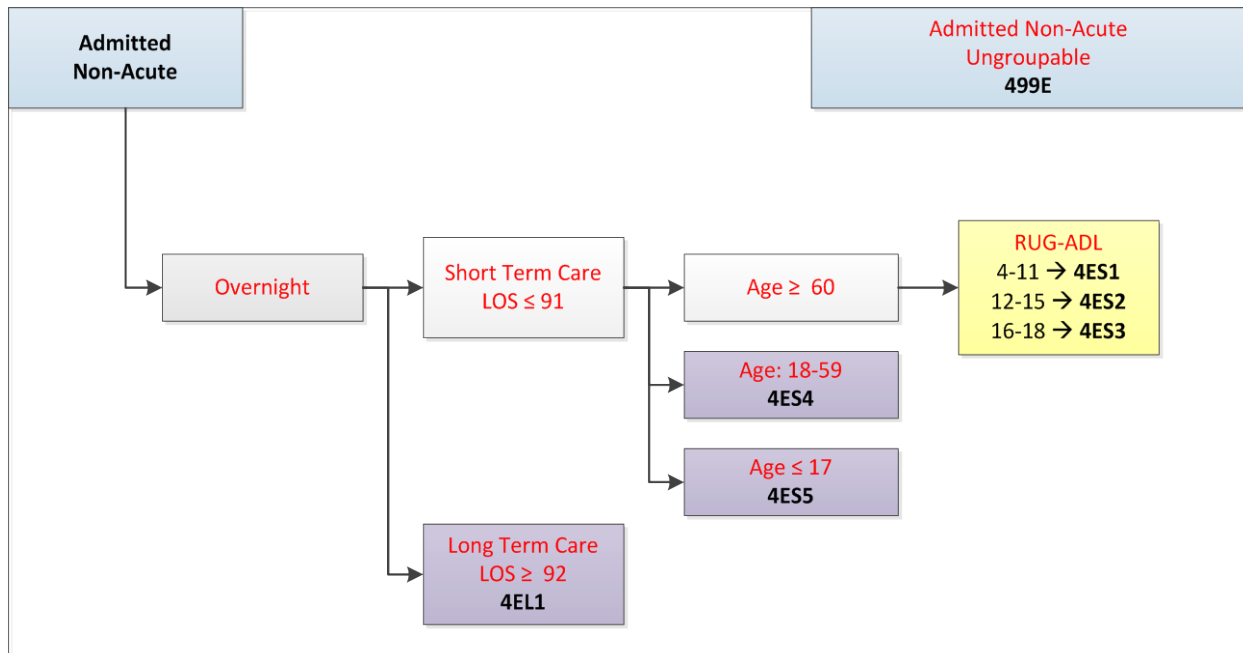 Admitted
Non-Acute
Admitted Non-Acute
Ungroupable
499E
Overnight
Short Term Care
LOS ≤ 91
Age ≥ 60
RUG-ADL
4-11 → 4ES1
12-15 → 4ES2
16-18 → 4ES3
Age: 18-59
4ES4
Age ≤ 17
4ES5
Long Term Care
LOS ≥ 92
4EL1